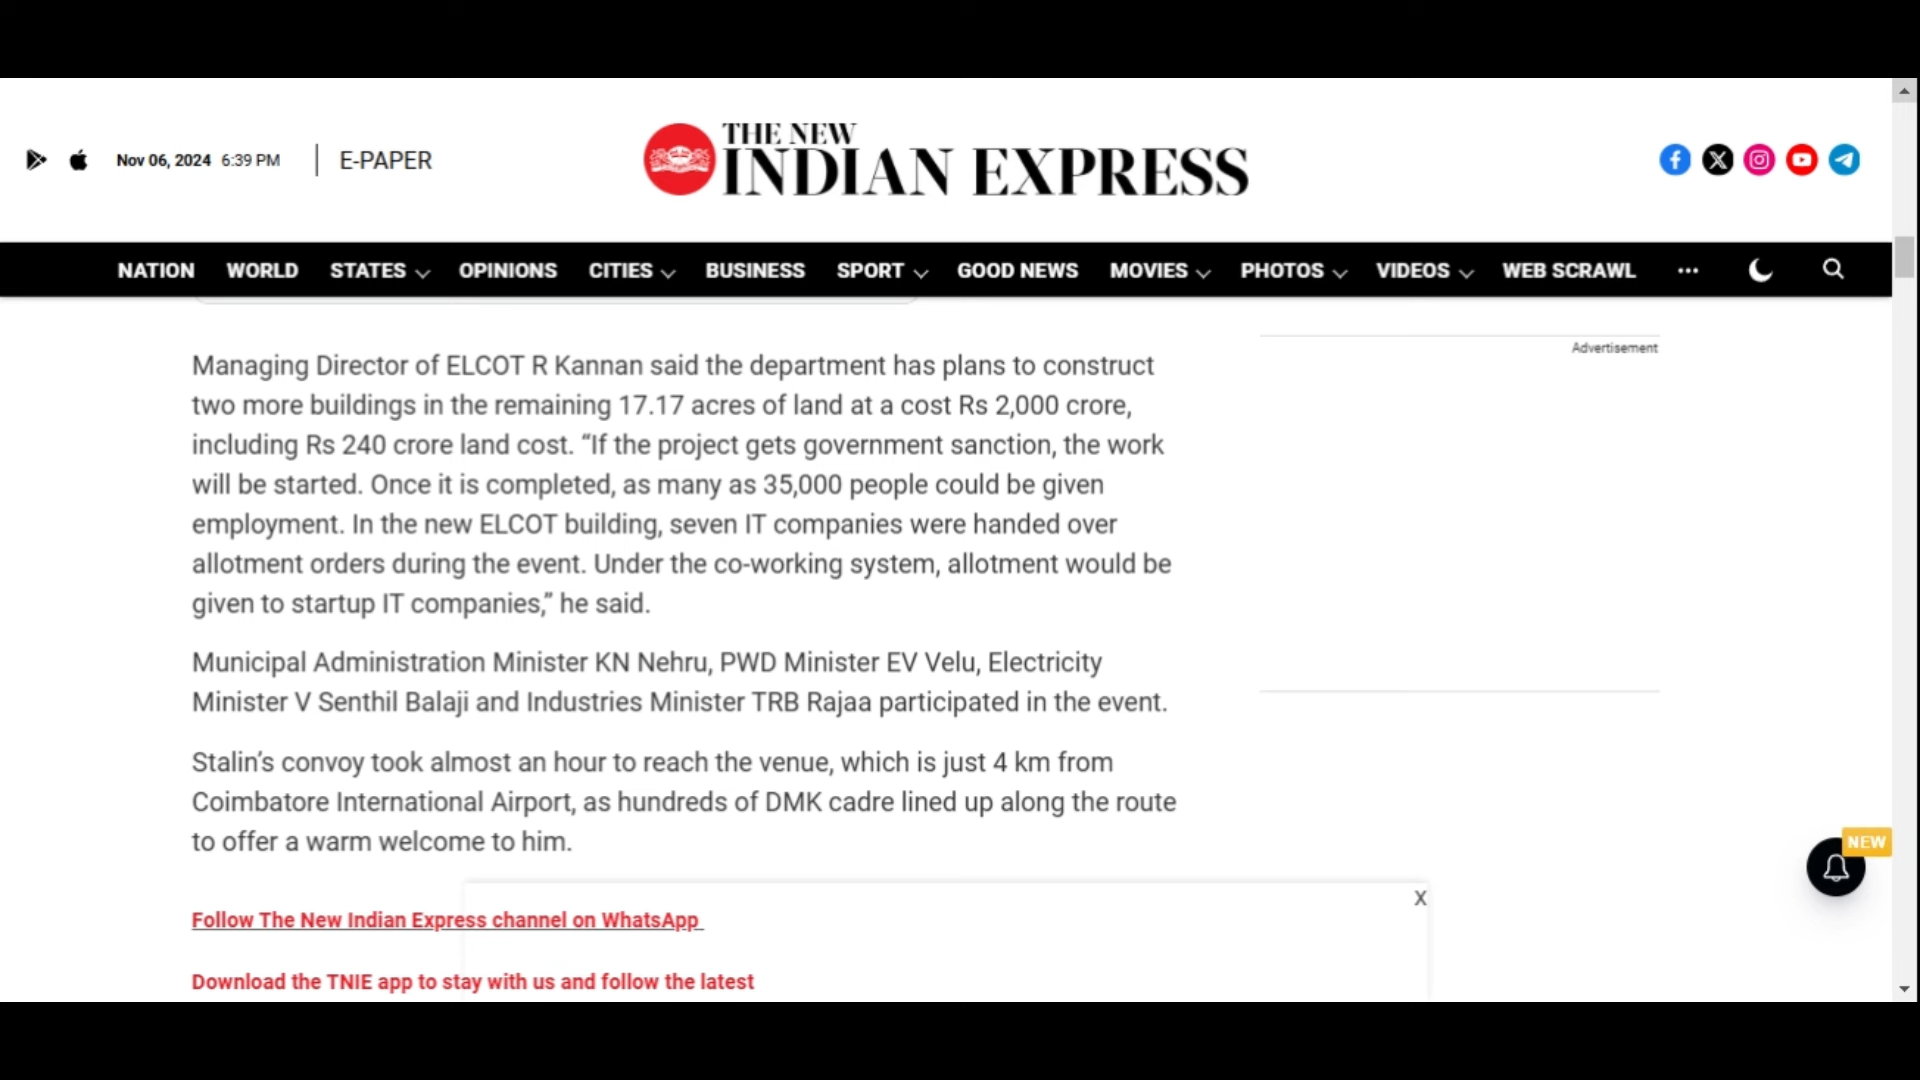 Nov 06, 2024 6:39 PM
E-PAPER
THE NEW
INDIAN EXPRESS
NATION WORLD STATES OPINIONS CITIES BUSINESS SPORT GOOD NEWS MOVIES PHOTOS VIDEOS WEB SCRAWL
Managing Director of ELCOT R Kannan said the department has plans to construct
two more buildings in the remaining 17.17 acres of land at a cost Rs 2,000 crore,
including Rs 240 crore land cost. “If the project gets government sanction, the work
will be started. Once it is completed, as many as 35,000 people could be given
employment. In the new ELCOT building, seven IT companies were handed over
allotment orders during the event. Under the co-working system, allotment would be
given to startup IT companies,” he said.
Municipal Administration Minister KN Nehru, PWD Minister EV Velu, Electricity
Minister V Senthil Balaji and Industries Minister TRB Rajaa participated in the event.
Stalin’s convoy took almost an hour to reach the venue, which is just 4 km from
Coimbatore International Airport, as hundreds of DMK cadre lined up along the route
to offer a warm welcome to him.
Follow The New Indian Express channel on WhatsApp
Download the TNIE app to stay with us and follow the latest
Advertisement
NEW
X